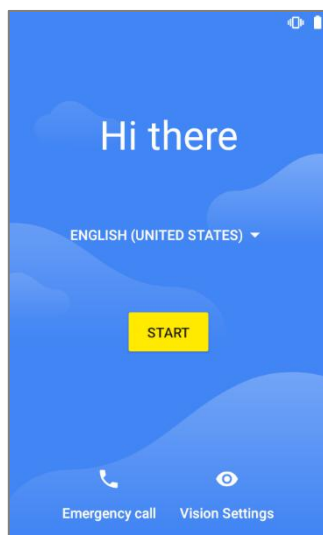 Hi there
ENGLISH (UNITED STATES)
START
Emergency call Vision Settings